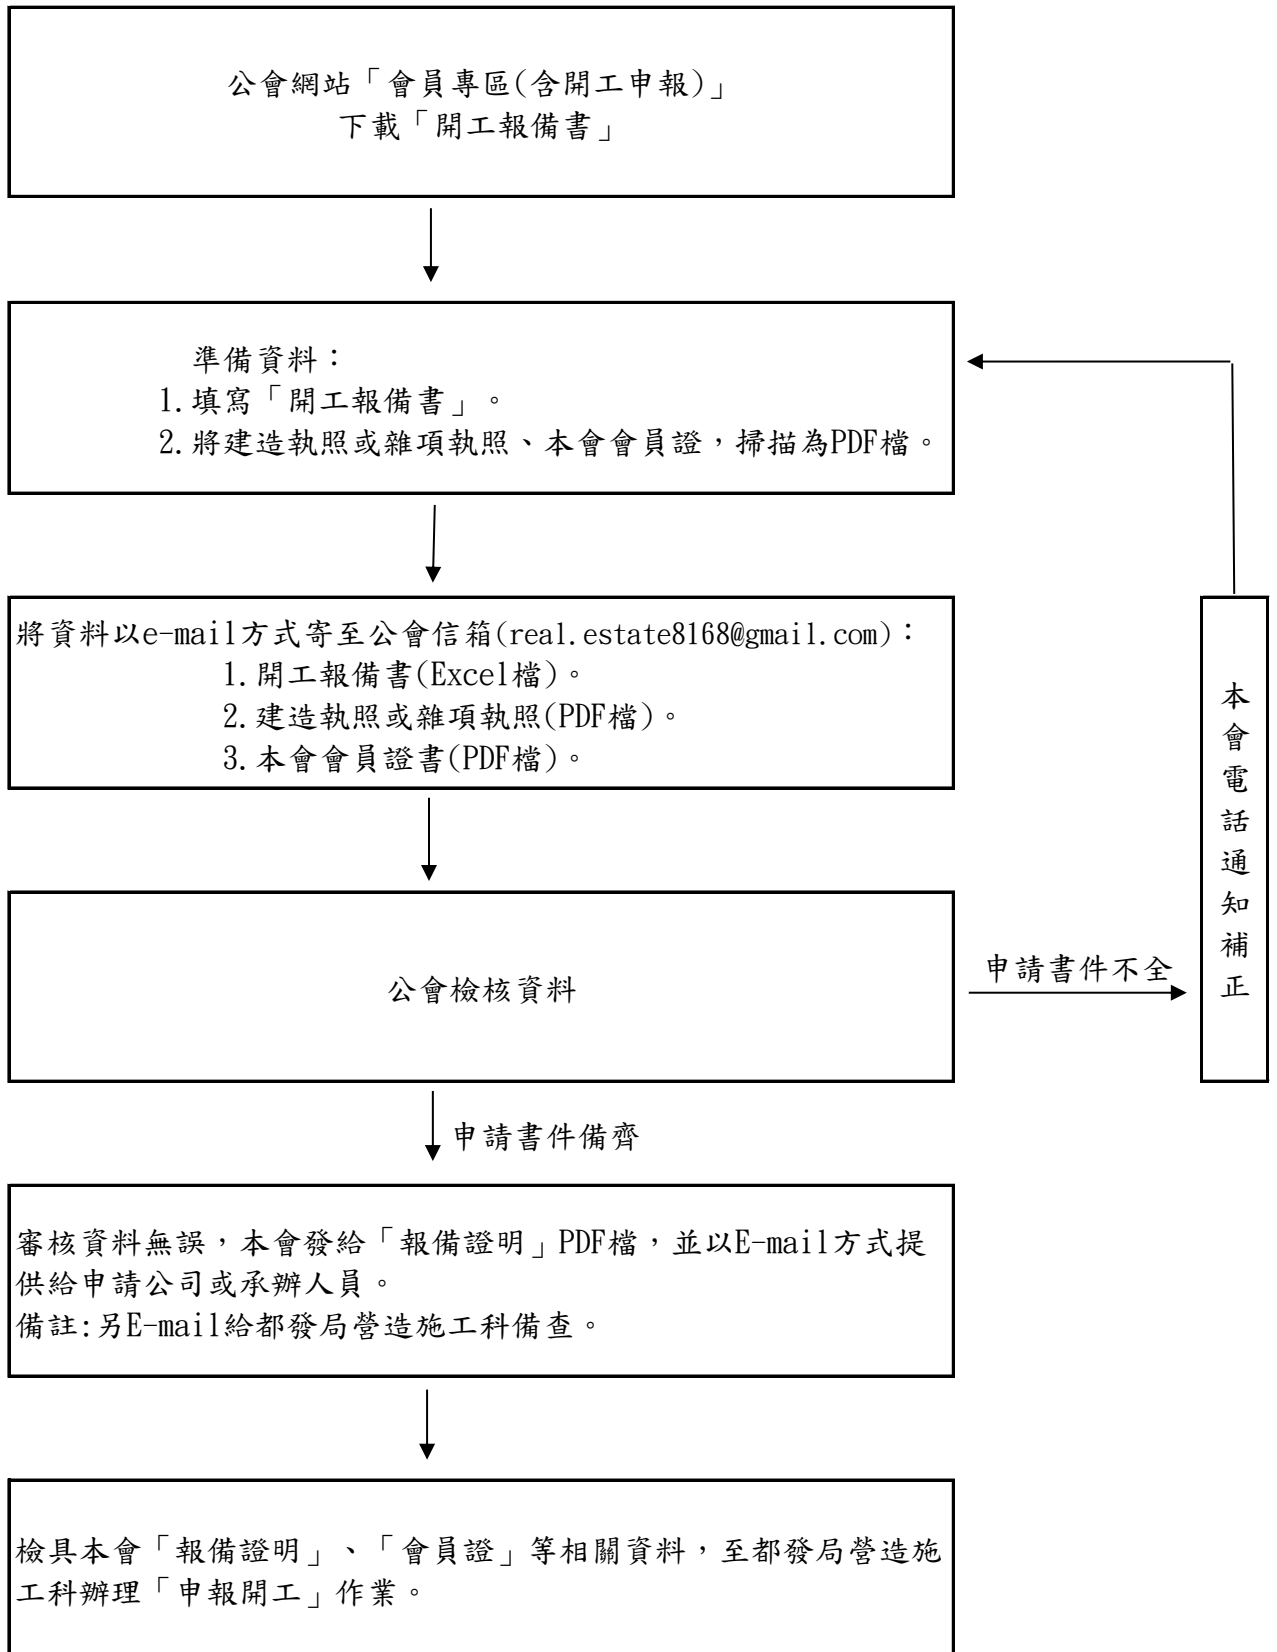 公會網站「會員專區(含開工申報)」
下載「開工報備書」
準備資料：
1.填寫「開工報備書」。
2.將建造執照或雜項執照、本會會員證，掃描為PDF檔。
將資料以e-mail方式寄至公會信箱(real.estate8168@gmail.com)：
1.開工報備書(Excel檔)。
2.建造執照或雜項執照(PDF檔)。
3.本會會員證書(PDF檔)。
公會檢核資料
申請書件不全
本會電話通知補正
申請書件備齊
審核資料無誤，本會發給「報備證明」PDF檔，並以E-mail方式提
供給申請公司或承辦人員。
備註:另E-mail給都發局營造施工科備查。
檢具本會「報備證明」、「會員證」等相關資料，至都發局營造施
工科辦理「申報開工」作業。